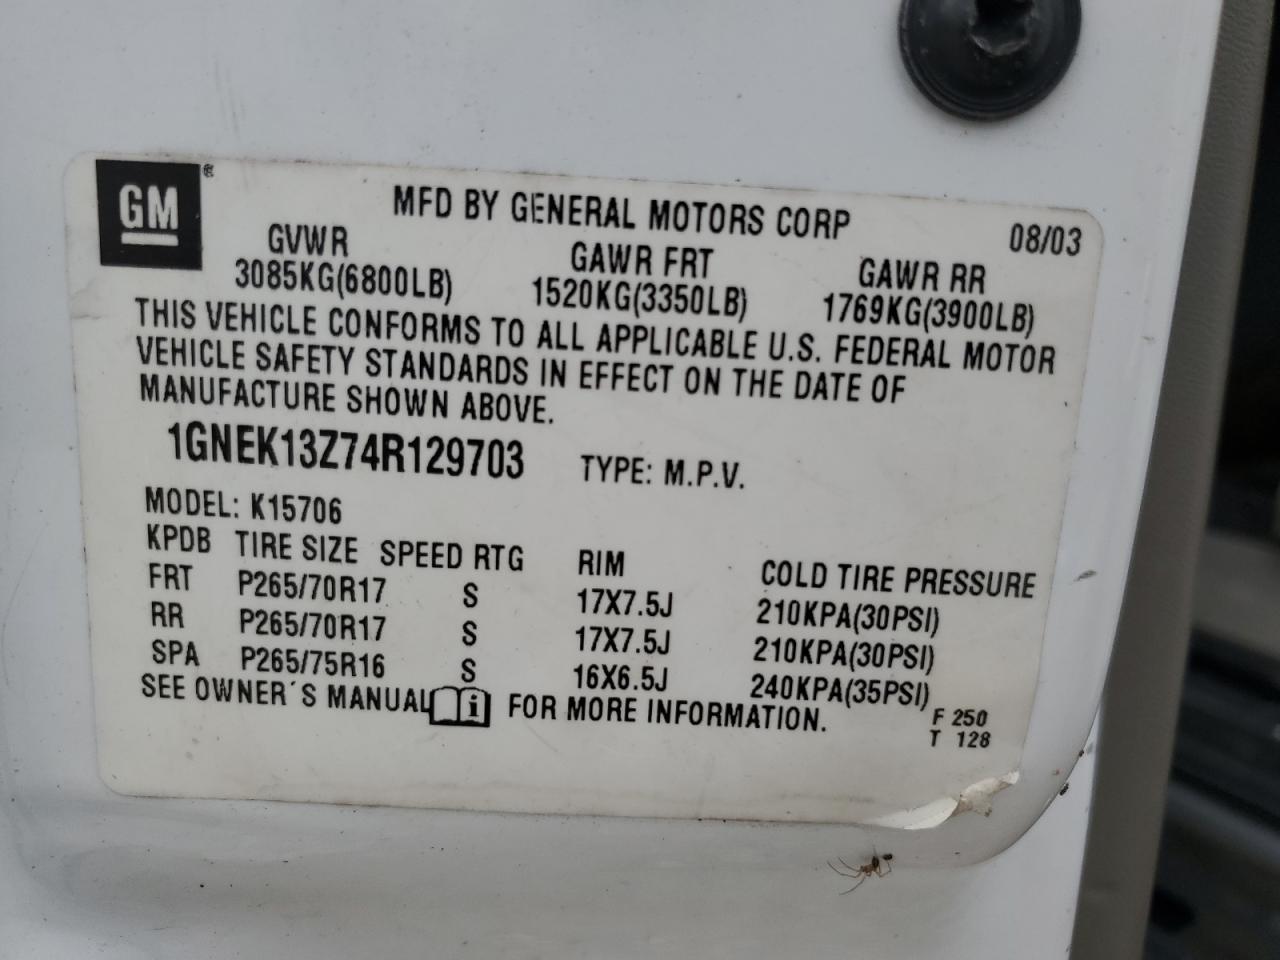 GM ®
MFD BY GENERAL MOTORS CORP 08/03
GVWR GAWR FRT GAWR RR
3085KG(6800LB) 1520KG(3350LB) 1769KG(3900LB)
THIS VEHICLE CONFORMS TO ALL APPLICABLE U.S. FEDERAL MOTOR
VEHICLE SAFETY STANDARDS IN EFFECT ON THE DATE OF
MANUFACTURE SHOWN ABOVE.
1GNEK13Z74R129703 TYPE: M.P.V.
MODEL: K15706
KPDB TIRE SIZE SPEED RTG RIM COLD TIRE PRESSURE
FRT P265/70R17 S 17X7.5J 210KPA(30PSI)
RR P265/70R17 S 17X7.5J 210KPA(30PSI)
SPA P265/75R16 S 16X6.5J 240KPA(35PSI)
SEE OWNER´S MANUAL i FOR MORE INFORMATION.
F 250
T 128